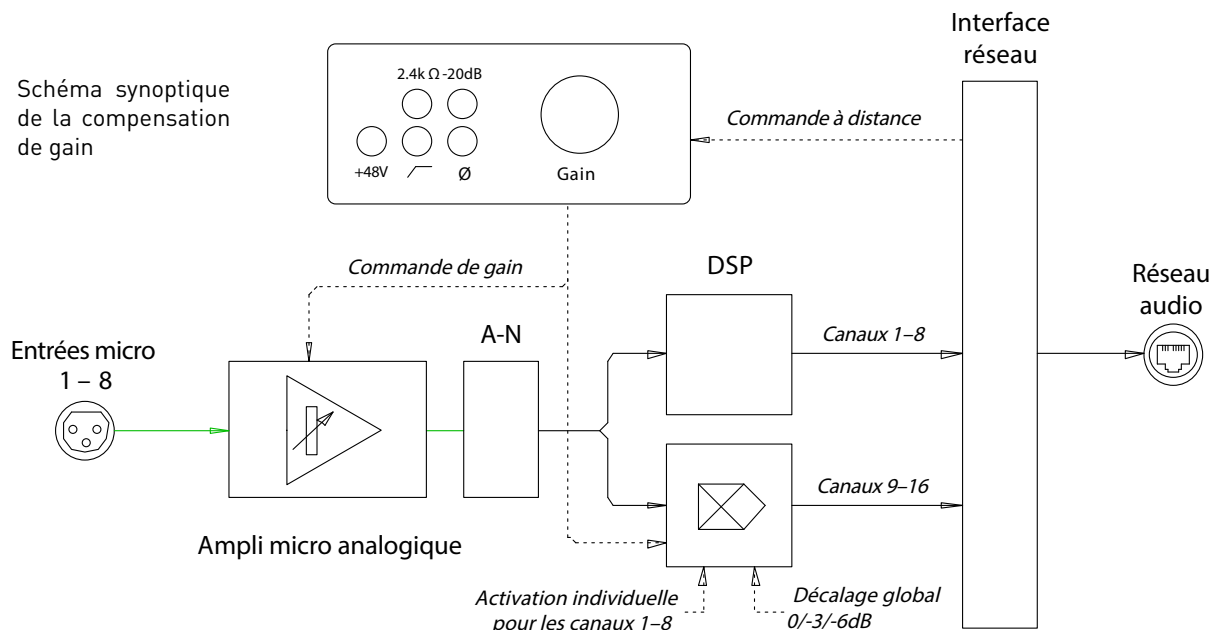 Interface
réseau
Schéma synoptique
de la compensation
de gain
2.4k Ω -20dB
+48V
Ø
Gain
Commande à distance
Commande de gain
DSP
Réseau
audio
A-N
Canaux 1–8
Entrées micro
1 – 8
Canaux 9–16
Ampli micro analogique
Activation individuelle
pour les canaux 1–8
Décalage global
0/-3/-6dB